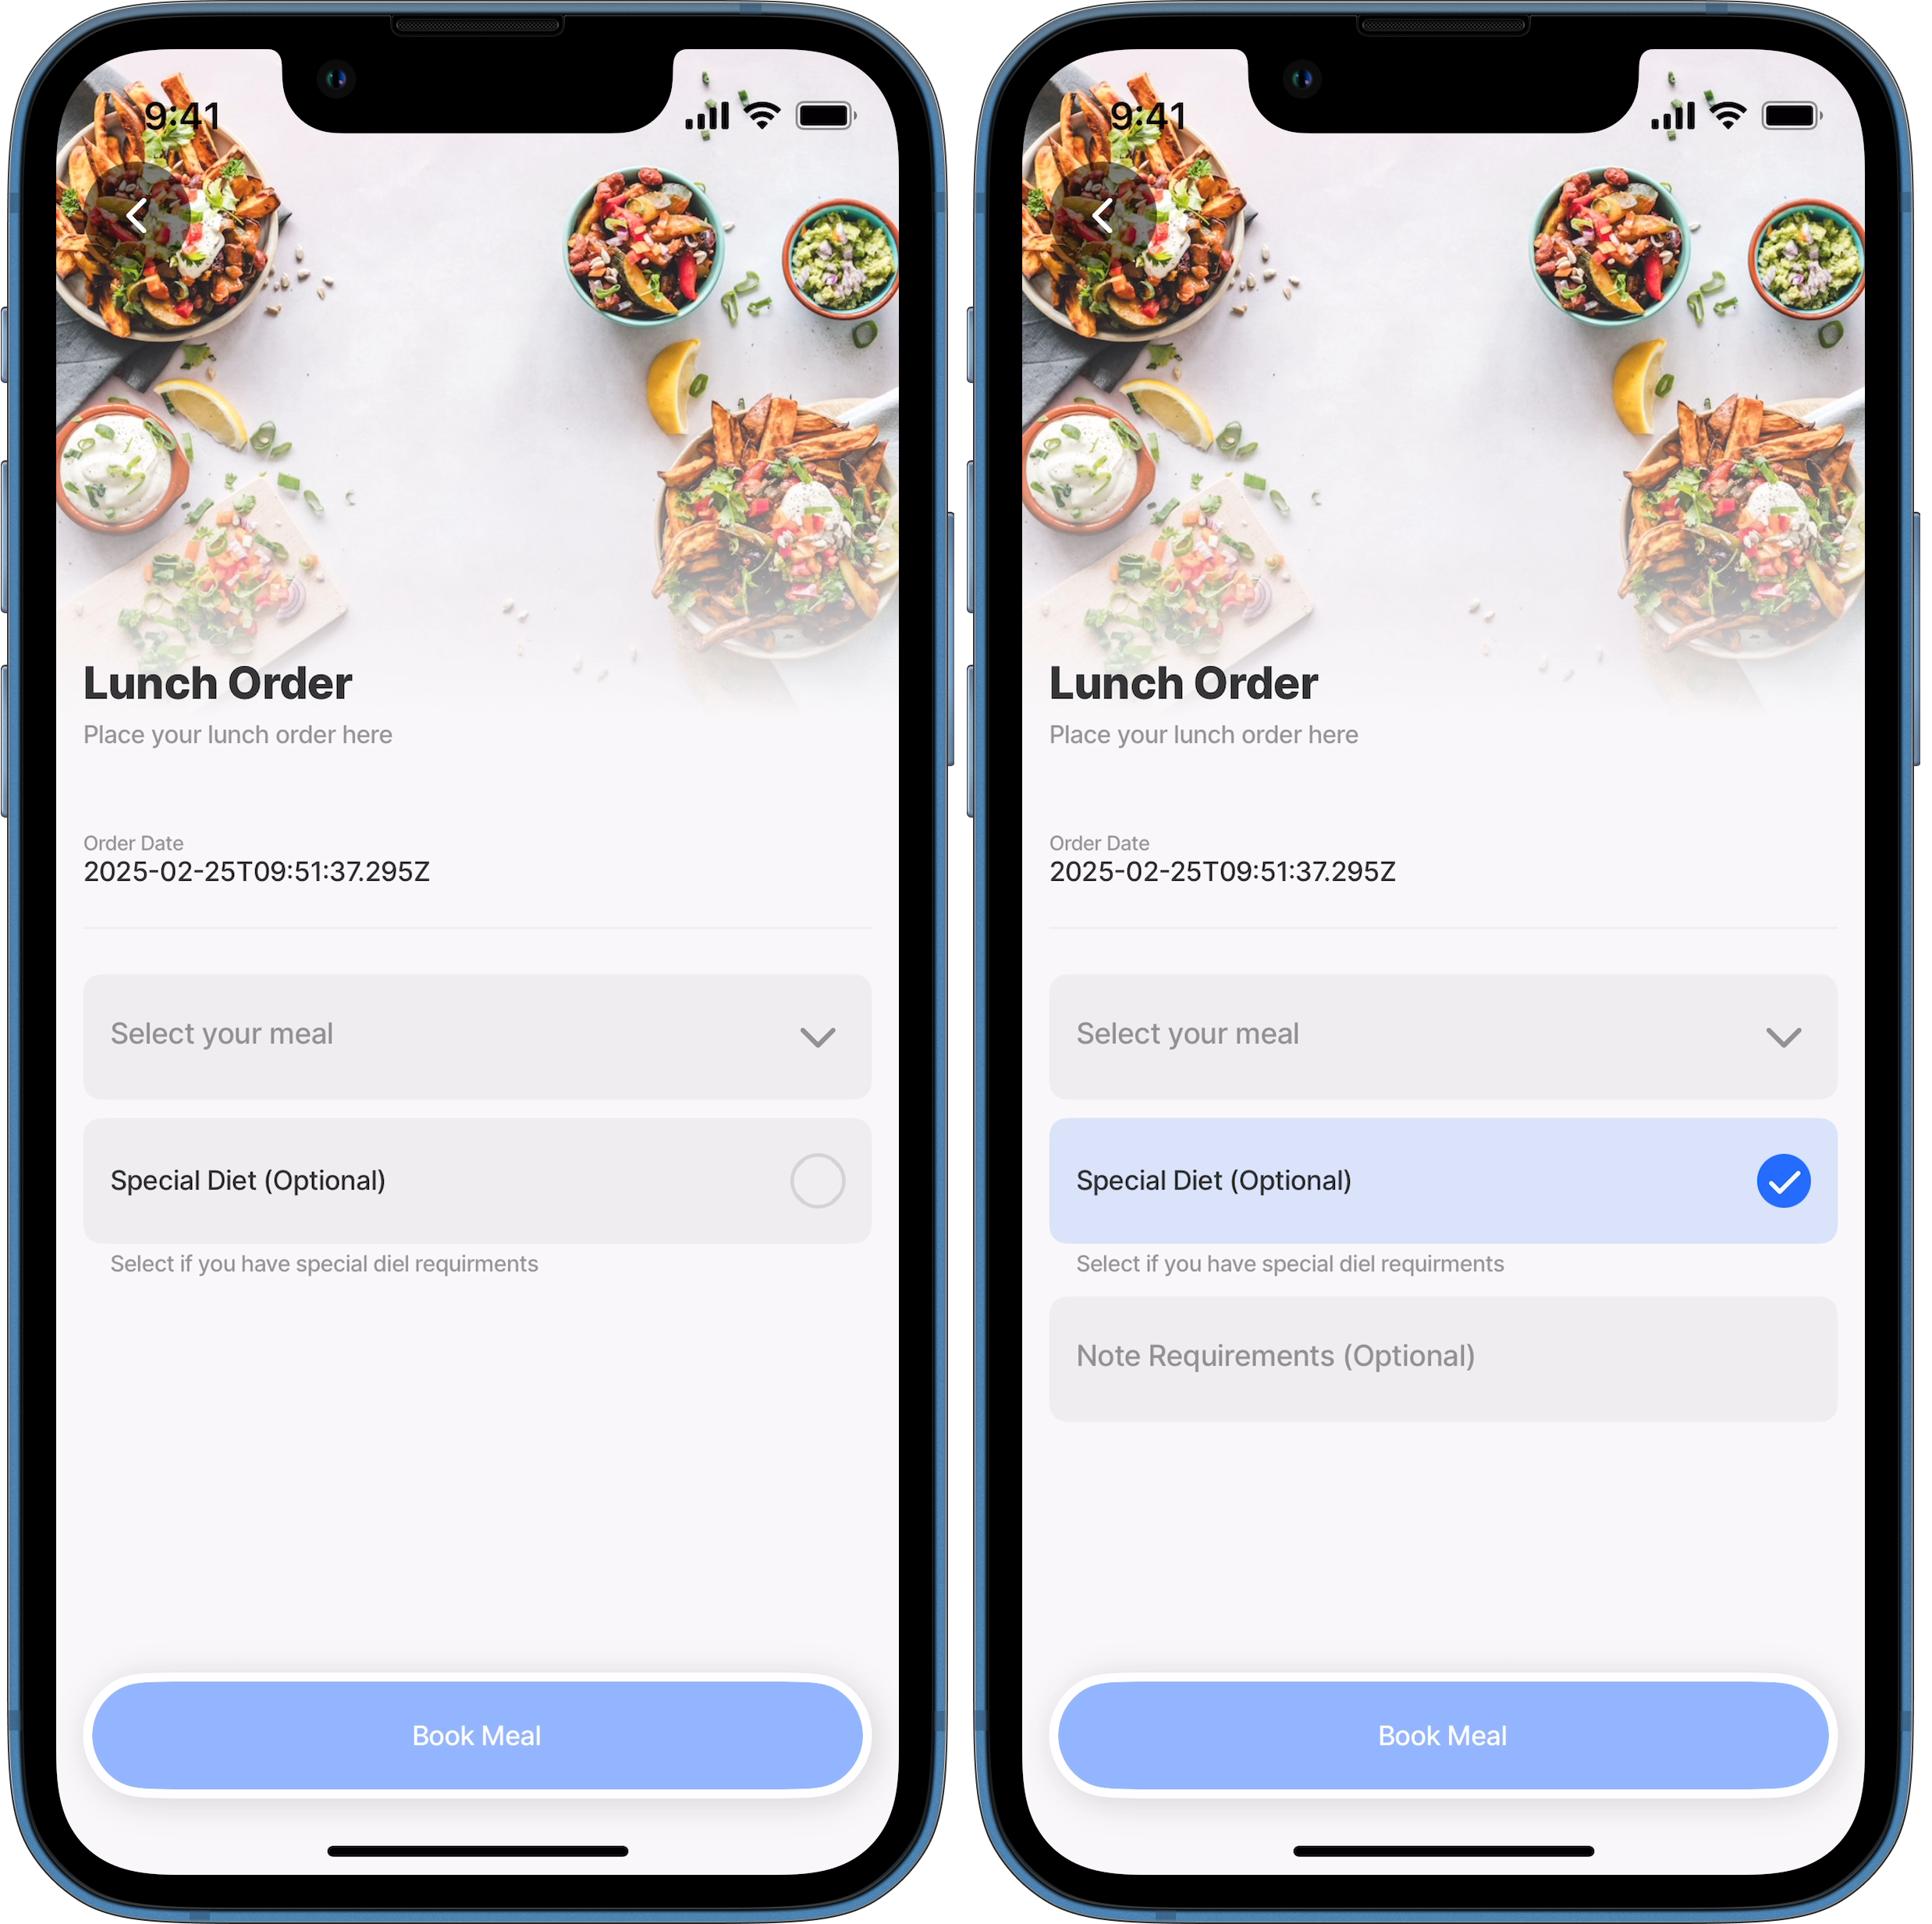 9:41
Lunch Order
Place your lunch order here
Order Date
2025-02-25T09:51:37.295Z
Select your meal
Special Diet (Optional)
Select if you have special diel requirments
Book Meal
9:41
Lunch Order
Place your lunch order here
Order Date
2025-02-25T09:51:37.295Z
Select your meal
Special Diet (Optional)
Select if you have special diel requirments
Note Requirements (Optional)
Book Meal